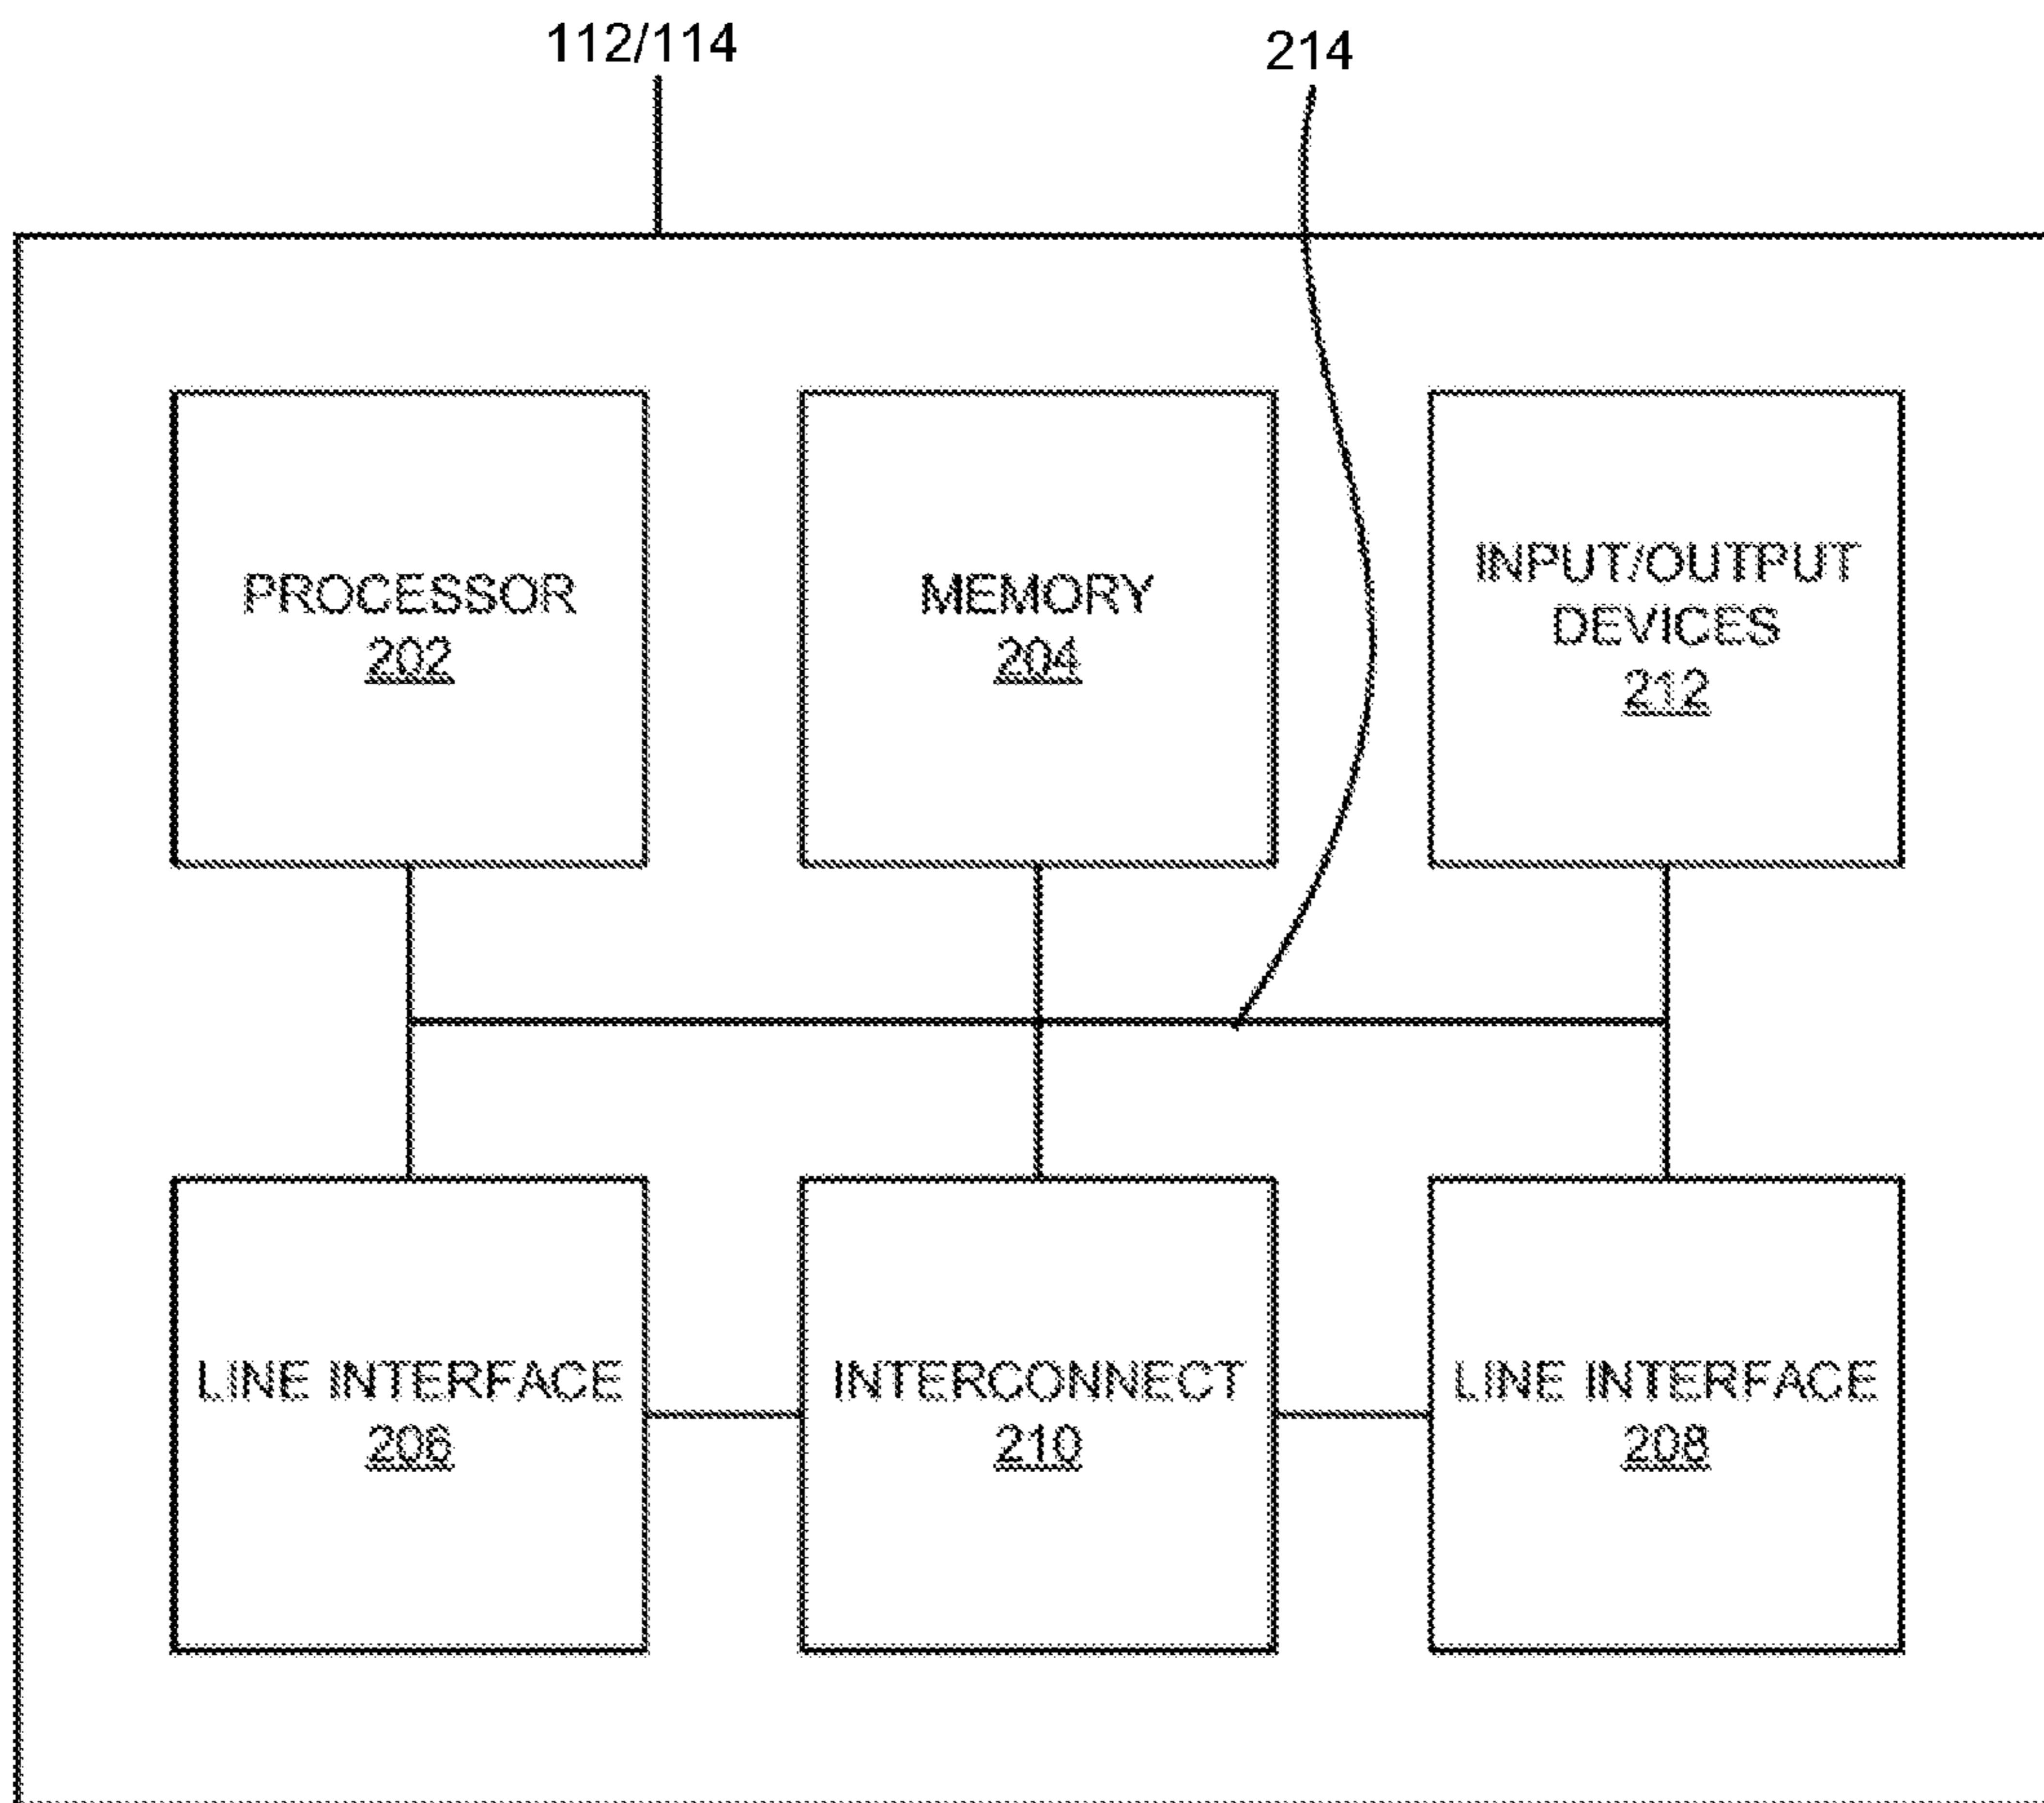 112/114
214
PROCESSOR
202
MEMORY
204
INPUT/OUTPUT
DEVICES
212
LINE INTERFACE
206
INTERCONNECT
210
LINE INTERFACE
208